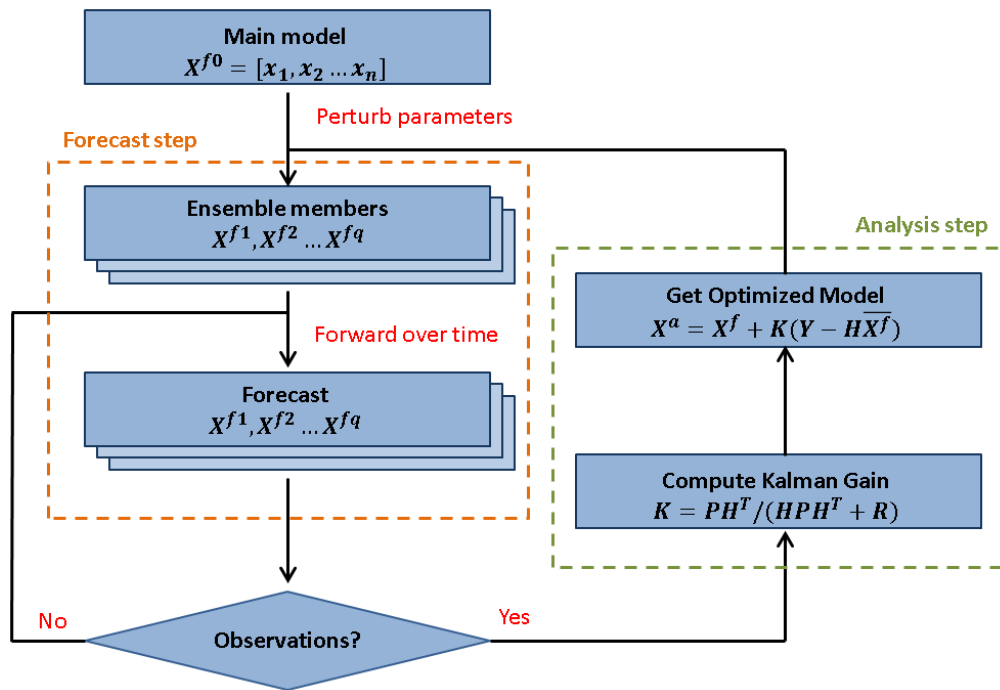 Main model
X^{f0} = [x_1, x_2 … x_n]
Perturb parameters
Forecast step
Ensemble members
X^{f1}, X^{f2} … X^{fq}
Forward over time
Forecast
X^{f1}, X^{f2} … X^{fq}
Observations?
No
Yes
Analysis step
Get Optimized Model
X^a = X^f + K(Y − H\overline{X^f})
Compute Kalman Gain
K = PH^T/(HPH^T + R)